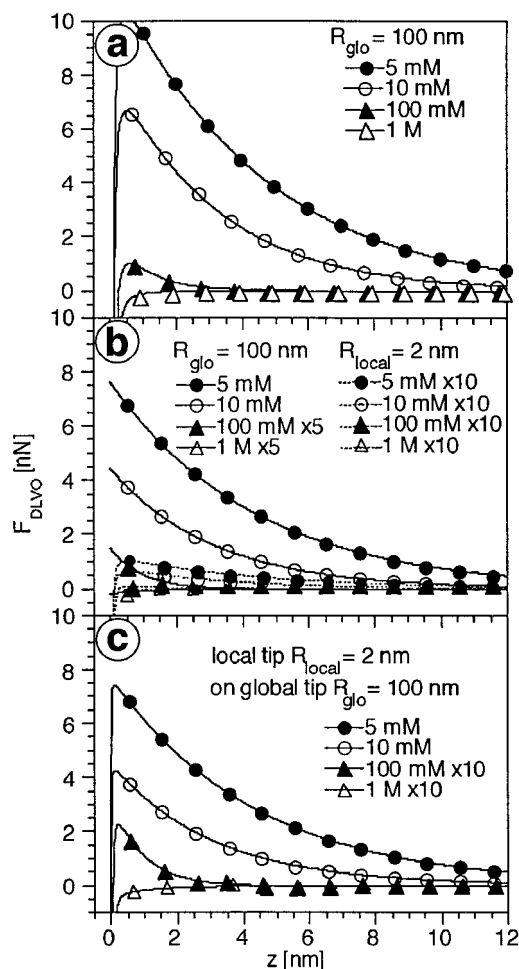 10
a
R_glo = 100 nm
8
5 mM
10 mM
6
100 mM
1 M
4
2
0
10
b
R_glo = 100 nm
R_local = 2 nm
8
5 mM
5 mM x10
10 mM
10 mM x10
6
100 mM x5
100 mM x10
1 M x5
1 M x10
4
2
0
F_DLVO [nN]
10
c
local tip R_local = 2 nm
8
on global tip R_glo = 100 nm
5 mM
6
10 mM
100 mM x10
4
1 M x10
2
0
0 2 4 6 8 10 12
z [nm]